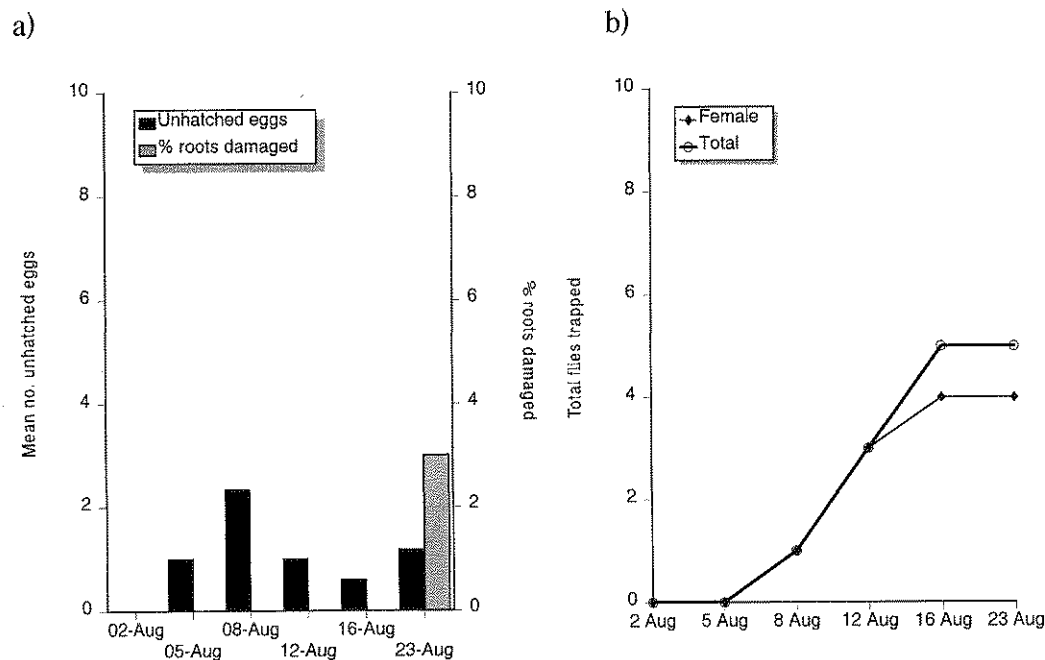 a)
10
8
6
4
2
0
Mean no. unhatched eggs
Unhatched eggs
% roots damaged
10
8
6
4
2
0
% roots damaged
02-Aug
05-Aug
08-Aug
12-Aug
16-Aug
23-Aug
b)
10
8
6
4
2
0
Total flies trapped
Female
Total
2 Aug 5 Aug 8 Aug 12 Aug 16 Aug 23 Aug